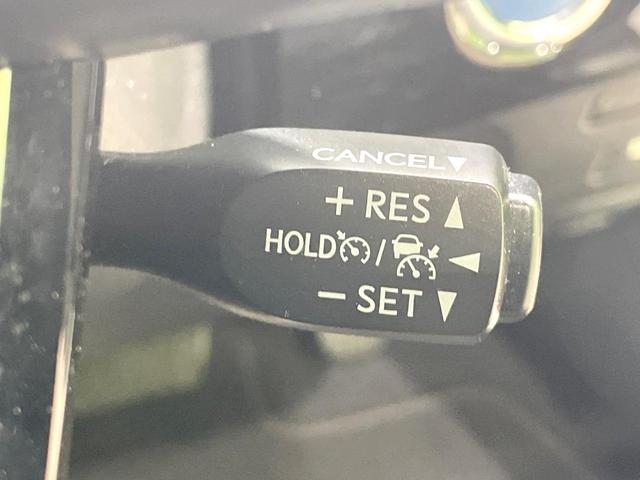 CANCEL▼
+ RES ▲
HOLD / ◀
− SET ▼